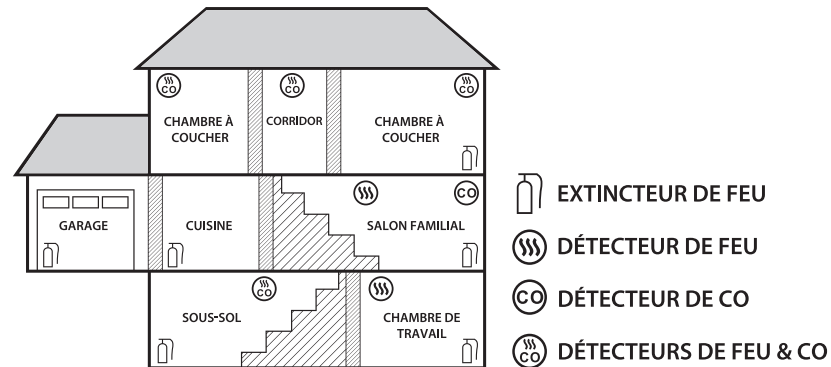 CO
CO
CO
CHAMBRE À
COUCHER
CORRIDOR
CHAMBRE À
COUCHER
CO
GARAGE
CUISINE
SALON FAMILIAL
CO
SOUS-SOL
CHAMBRE DE
TRAVAIL
EXTINCTEUR DE FEU
DÉTECTEUR DE FEU
CO DÉTECTEUR DE CO
CO DÉTECTEURS DE FEU & CO